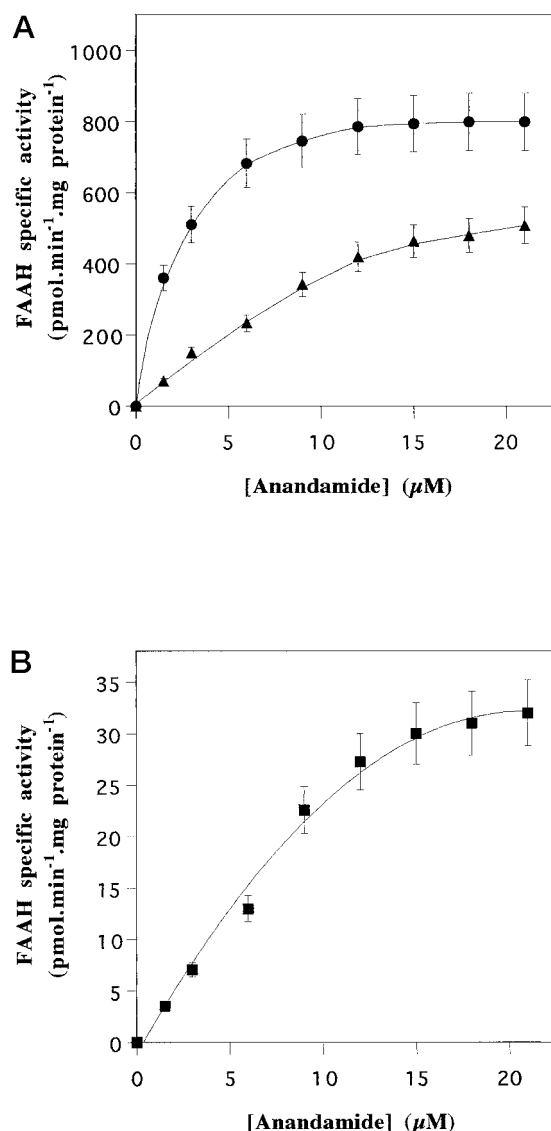 A
FAAH specific activity
(pmol.min⁻¹.mg protein⁻¹)
1000
800
600
400
200
0
0 5 10 15 20
[Anandamide] (µM)
B
FAAH specific activity
(pmol.min⁻¹.mg protein⁻¹)
35
30
25
20
15
10
5
0
0 5 10 15 20
[Anandamide] (µM)